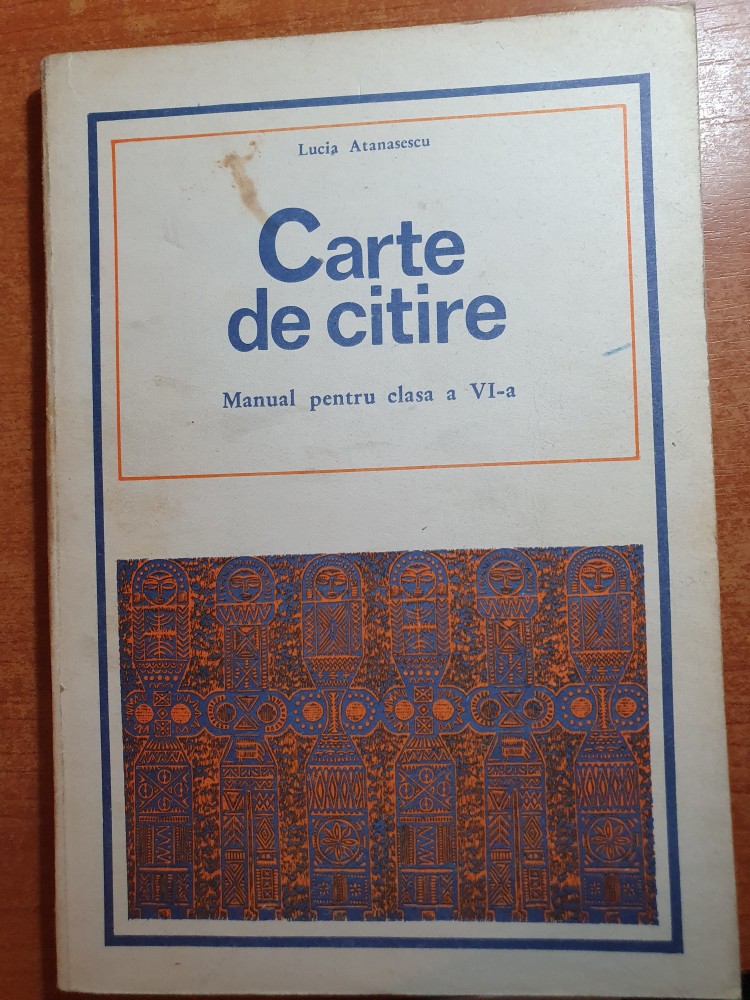 Lucia Atanasescu
Carte
de citire
Manual pentru clasa a VI-a